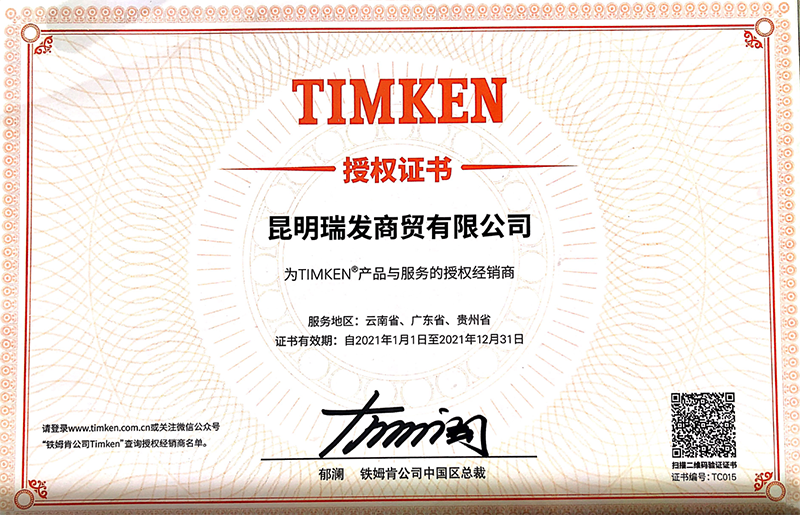 TIMKEN
授权证书
昆明瑞发商贸有限公司
为TIMKEN®产品与服务的授权经销商
服务地区：云南省、广东省、贵州省
证书有效期：自2021年1月1日至2021年12月31日
请登录www.timken.com.cn或关注微信公众号
“铁姆肯公司Timken”查询授权经销商名单。
郁澜 铁姆肯公司中国区总裁
扫描二维码验证证书
证书编号：TC015